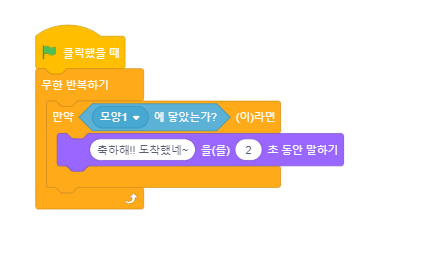 클릭했을 때
무한 반복하기
만약 모양1 에 닿았는가? (이)라면
축하해!! 도착했네~ 을(를) 2 초 동안 말하기